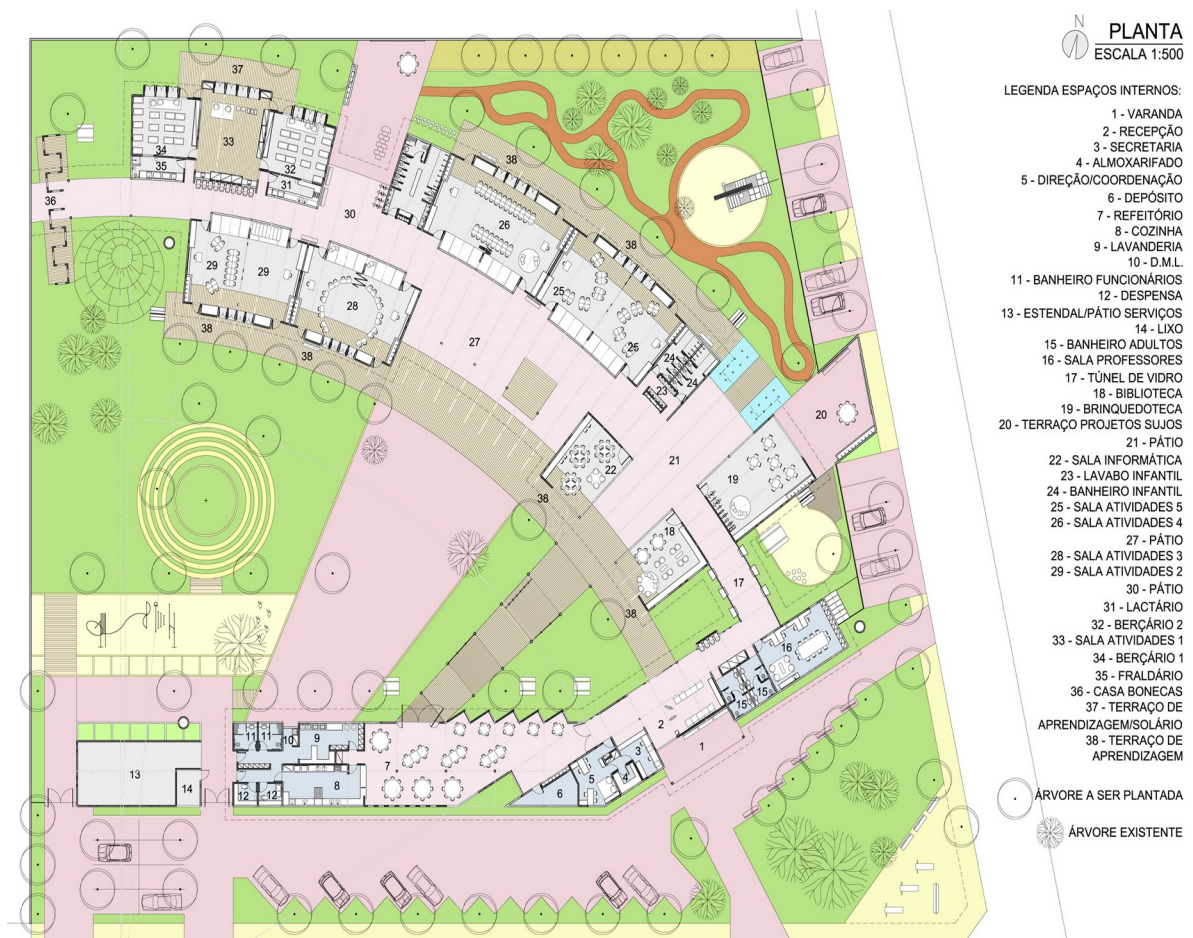 N
PLANTA
ESCALA 1:500
LEGENDA ESPAÇOS INTERNOS:
1 - VARANDA
2 - RECEPÇÃO
3 - SECRETARIA
4 - ALMOXARIFADO
5 - DIREÇÃO/COORDENAÇÃO
6 - DEPÓSITO
7 - REFEITÓRIO
8 - COZINHA
9 - LAVANDERIA
10 - D.M.L.
11 - BANHEIRO FUNCIONÁRIOS
12 - DESPENSA
13 - ESTENDAL/PÁTIO SERVIÇOS
14 - LIXO
15 - BANHEIRO ADULTOS
16 - SALA PROFESSORES
17 - TÚNEL DE VIDRO
18 - BIBLIOTECA
19 - BRINQUEDOTECA
20 - TERRAÇO PROJETOS SUJOS
21 - PÁTIO
22 - SALA INFORMÁTICA
23 - LAVABO INFANTIL
24 - BANHEIRO INFANTIL
25 - SALA ATIVIDADES 5
26 - SALA ATIVIDADES 4
27 - PÁTIO
28 - SALA ATIVIDADES 3
29 - SALA ATIVIDADES 2
30 - PÁTIO
31 - LACTÁRIO
32 - BERÇÁRIO 2
33 - SALA ATIVIDADES 1
34 - BERÇÁRIO 1
35 - FRALDÁRIO
36 - CASA BONECAS
37 - TERRAÇO DE
APRENDIZAGEM/SOLÁRIO
38 - TERRAÇO DE
APRENDIZAGEM
ÁRVORE A SER PLANTADA
ÁRVORE EXISTENTE
37
33
34
32
35
31
36
30
38
26
38
29
29
28
25
38
38
27
25
24
23
24
20
22
21
19
38
18
17
38
16
15
15
2
1
11
11
10
9
7
3
5
4
13
14
12
12
8
6